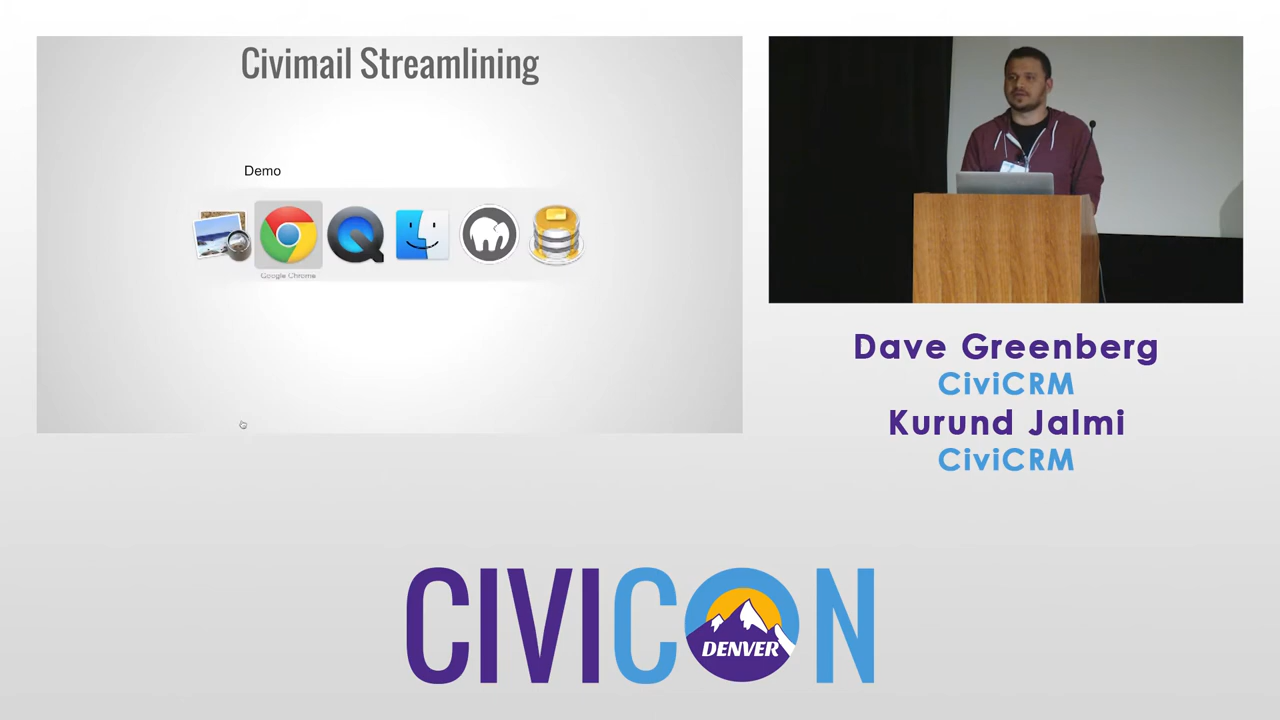 Civimail Streamlining
Demo
Google Chrome
Dave Greenberg
CiviCRM
Kurund Jalmi
CiviCRM
CIVICON
DENVER